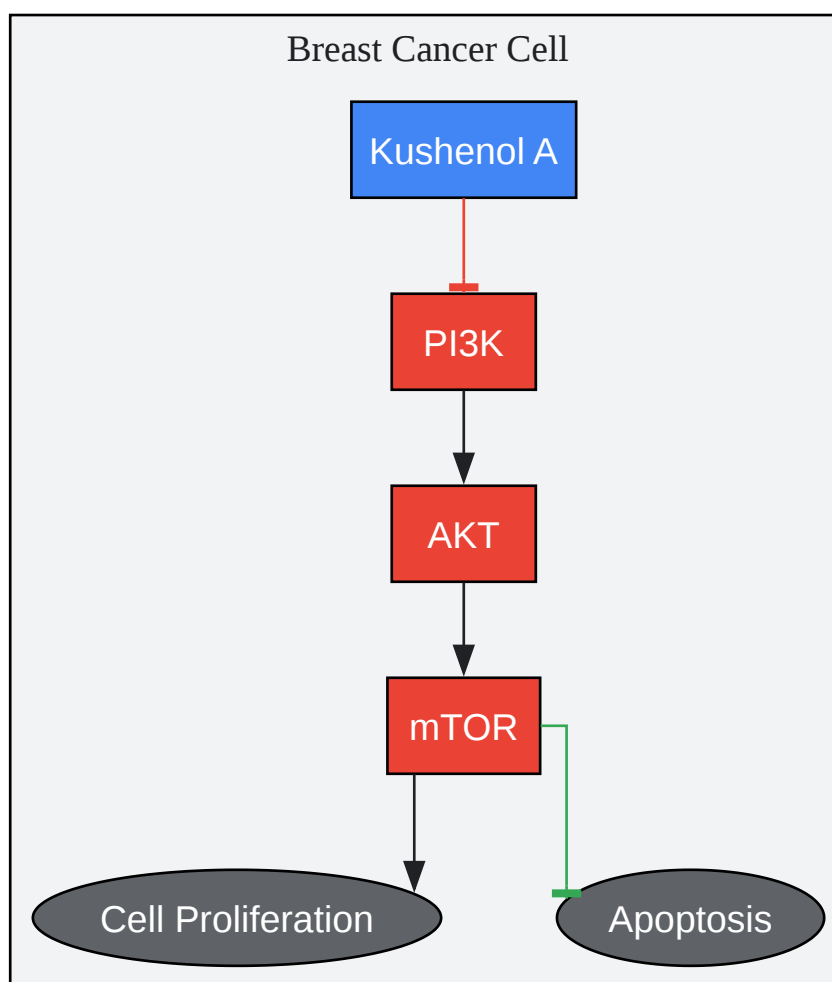 Breast Cancer Cell
Kushenol A
PI3K
AKT
mTOR
Cell Proliferation
Apoptosis